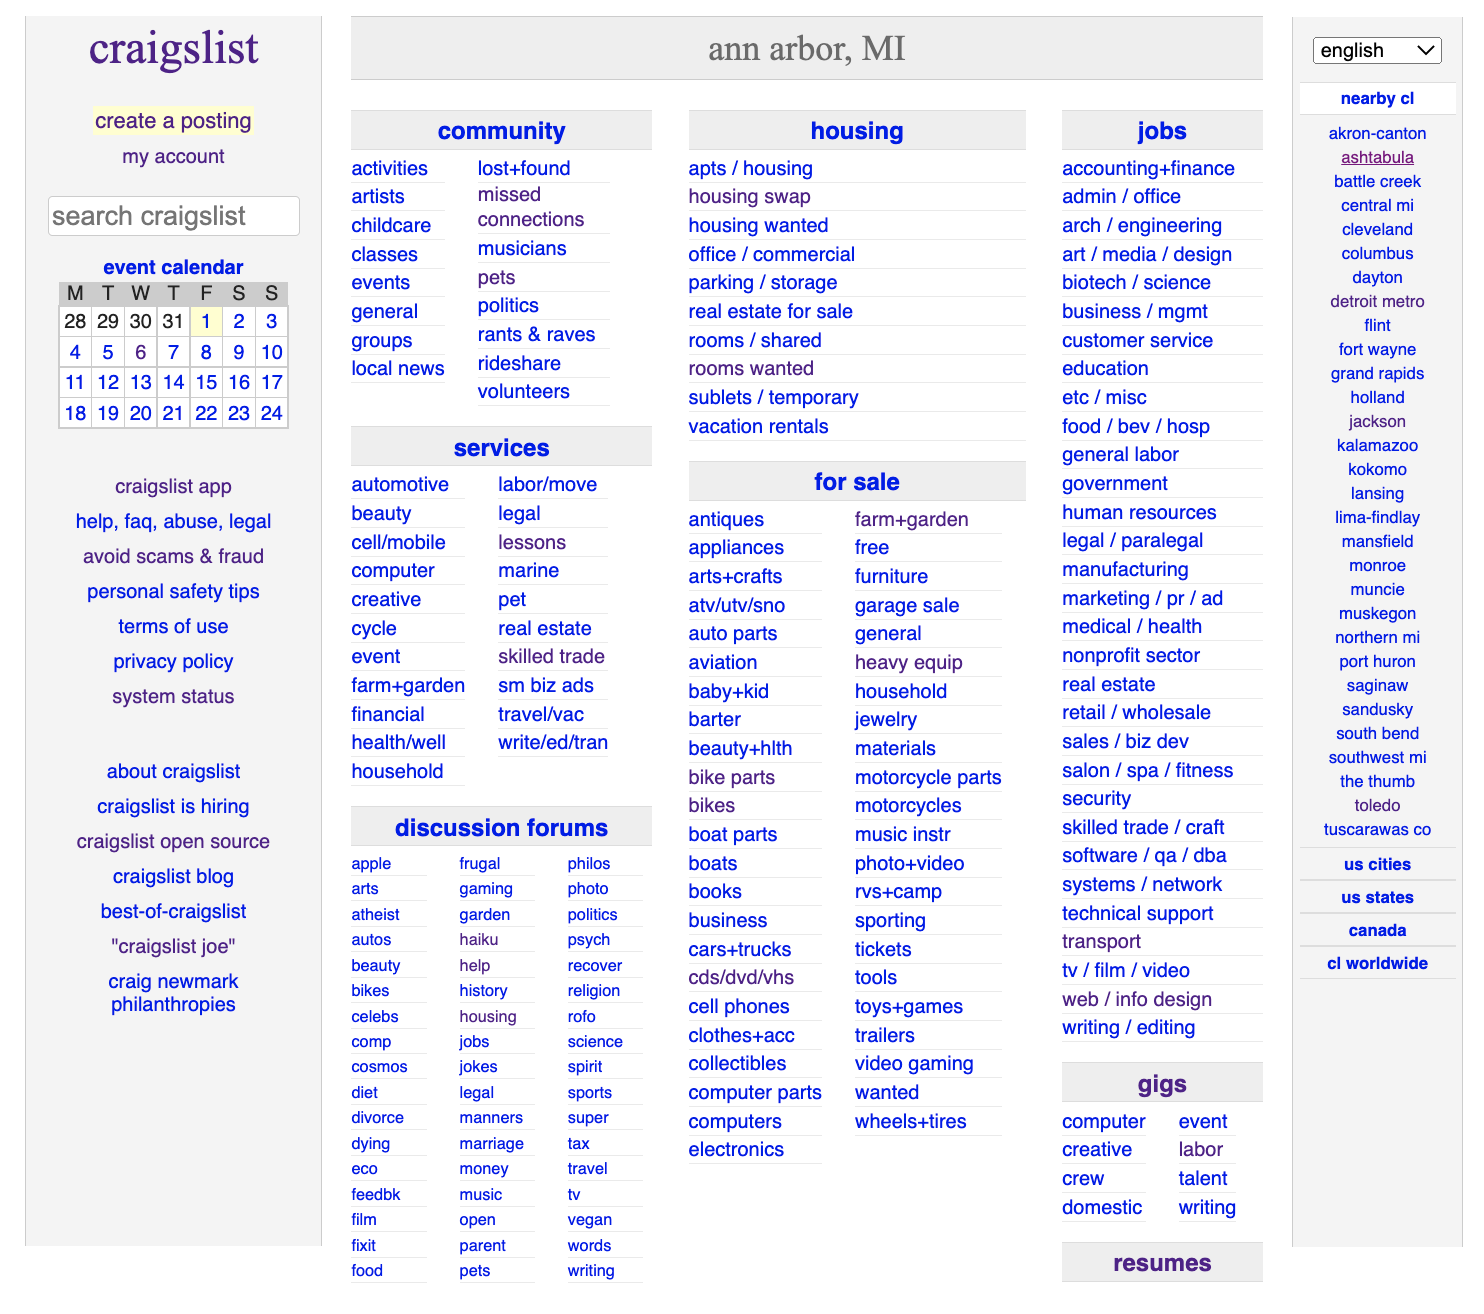 craigslist
create a posting
my account
search craigslist
event calendar
M T W T F S S
28 29 30 31 1 2 3
4 5 6 7 8 9 10
11 12 13 14 15 16 17
18 19 20 21 22 23 24
craigslist app
help, faq, abuse, legal
avoid scams & fraud
personal safety tips
terms of use
privacy policy
system status
about craigslist
craigslist is hiring
craigslist open source
craigslist blog
best-of-craigslist
"craigslist joe"
craig newmark
philanthropies
ann arbor, MI
community
activities
artists
childcare
classes
events
general
groups
local news
lost+found
missed
connections
musicians
pets
politics
rants & raves
rideshare
volunteers
services
automotive
beauty
cell/mobile
computer
creative
cycle
event
farm+garden
financial
health/well
household
labor/move
legal
lessons
marine
pet
real estate
skilled trade
sm biz ads
travel/vac
write/ed/tran
discussion forums
apple
arts
atheist
autos
beauty
bikes
celebs
comp
cosmos
diet
divorce
dying
eco
feedbk
film
fixit
food
frugal
gaming
garden
haiku
help
history
housing
jobs
jokes
legal
manners
marriage
money
music
open
parent
pets
philos
photo
politics
psych
recover
religion
rofo
science
spirit
sports
super
tax
travel
tv
vegan
words
writing
housing
apts / housing
housing swap
housing wanted
office / commercial
parking / storage
real estate for sale
rooms / shared
rooms wanted
sublets / temporary
vacation rentals
for sale
antiques
appliances
arts+crafts
atv/utv/sno
auto parts
aviation
baby+kid
barter
beauty+hlth
bike parts
bikes
boat parts
boats
books
business
cars+trucks
cds/dvd/vhs
cell phones
clothes+acc
collectibles
computer parts
computers
electronics
farm+garden
free
furniture
garage sale
general
heavy equip
household
jewelry
materials
motorcycle parts
motorcycles
music instr
photo+video
rvs+camp
sporting
tickets
tools
toys+games
trailers
video gaming
wanted
wheels+tires
jobs
accounting+finance
admin / office
arch / engineering
art / media / design
biotech / science
business / mgmt
customer service
education
etc / misc
food / bev / hosp
general labor
government
human resources
legal / paralegal
manufacturing
marketing / pr / ad
medical / health
nonprofit sector
real estate
retail / wholesale
sales / biz dev
salon / spa / fitness
security
skilled trade / craft
software / qa / dba
systems / network
technical support
transport
tv / film / video
web / info design
writing / editing
gigs
computer
creative
crew
domestic
event
labor
talent
writing
resumes
english
nearby cl
akron-canton
ashtabula
battle creek
central mi
cleveland
columbus
dayton
detroit metro
flint
fort wayne
grand rapids
holland
jackson
kalamazoo
kokomo
lansing
lima-findlay
mansfield
monroe
muncie
muskegon
northern mi
port huron
saginaw
sandusky
south bend
southwest mi
the thumb
toledo
tuscarawas co
us cities
us states
canada
cl worldwide